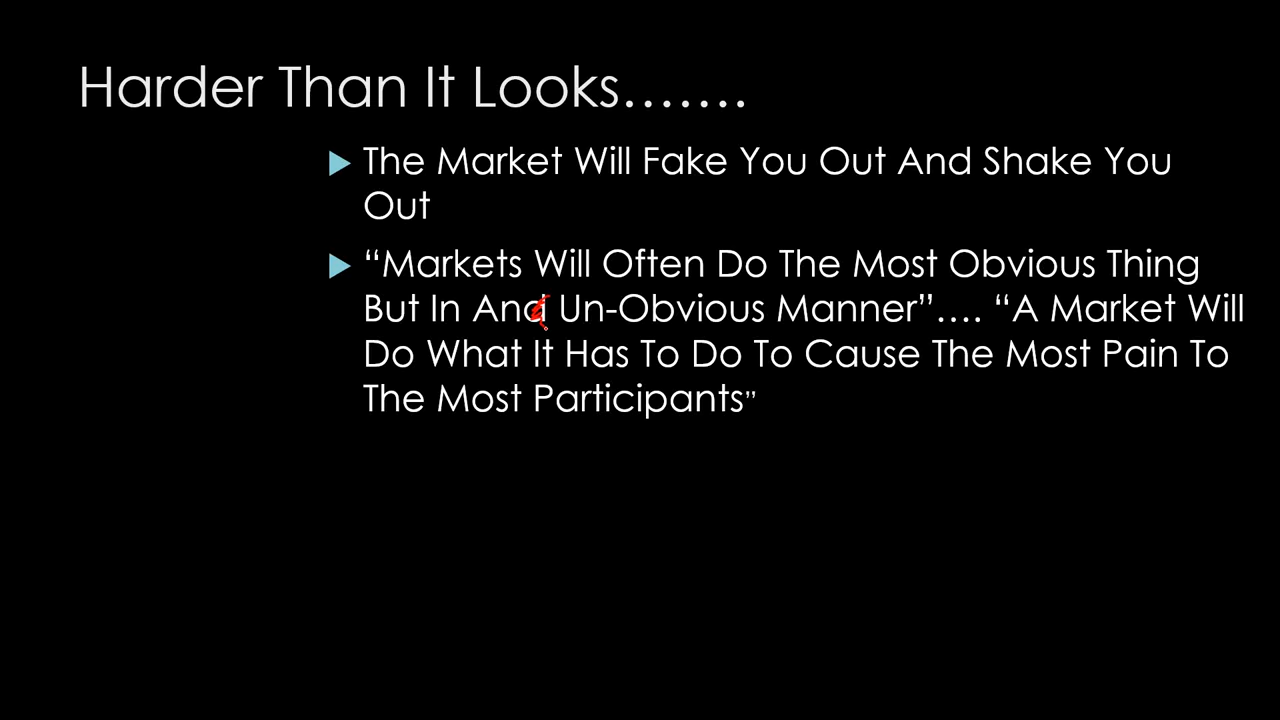 Harder Than It Looks.......
The Market Will Fake You Out And Shake You
Out
“Markets Will Often Do The Most Obvious Thing
But In And Un-Obvious Manner”.... “A Market Will
Do What It Has To Do To Cause The Most Pain To
The Most Participants”